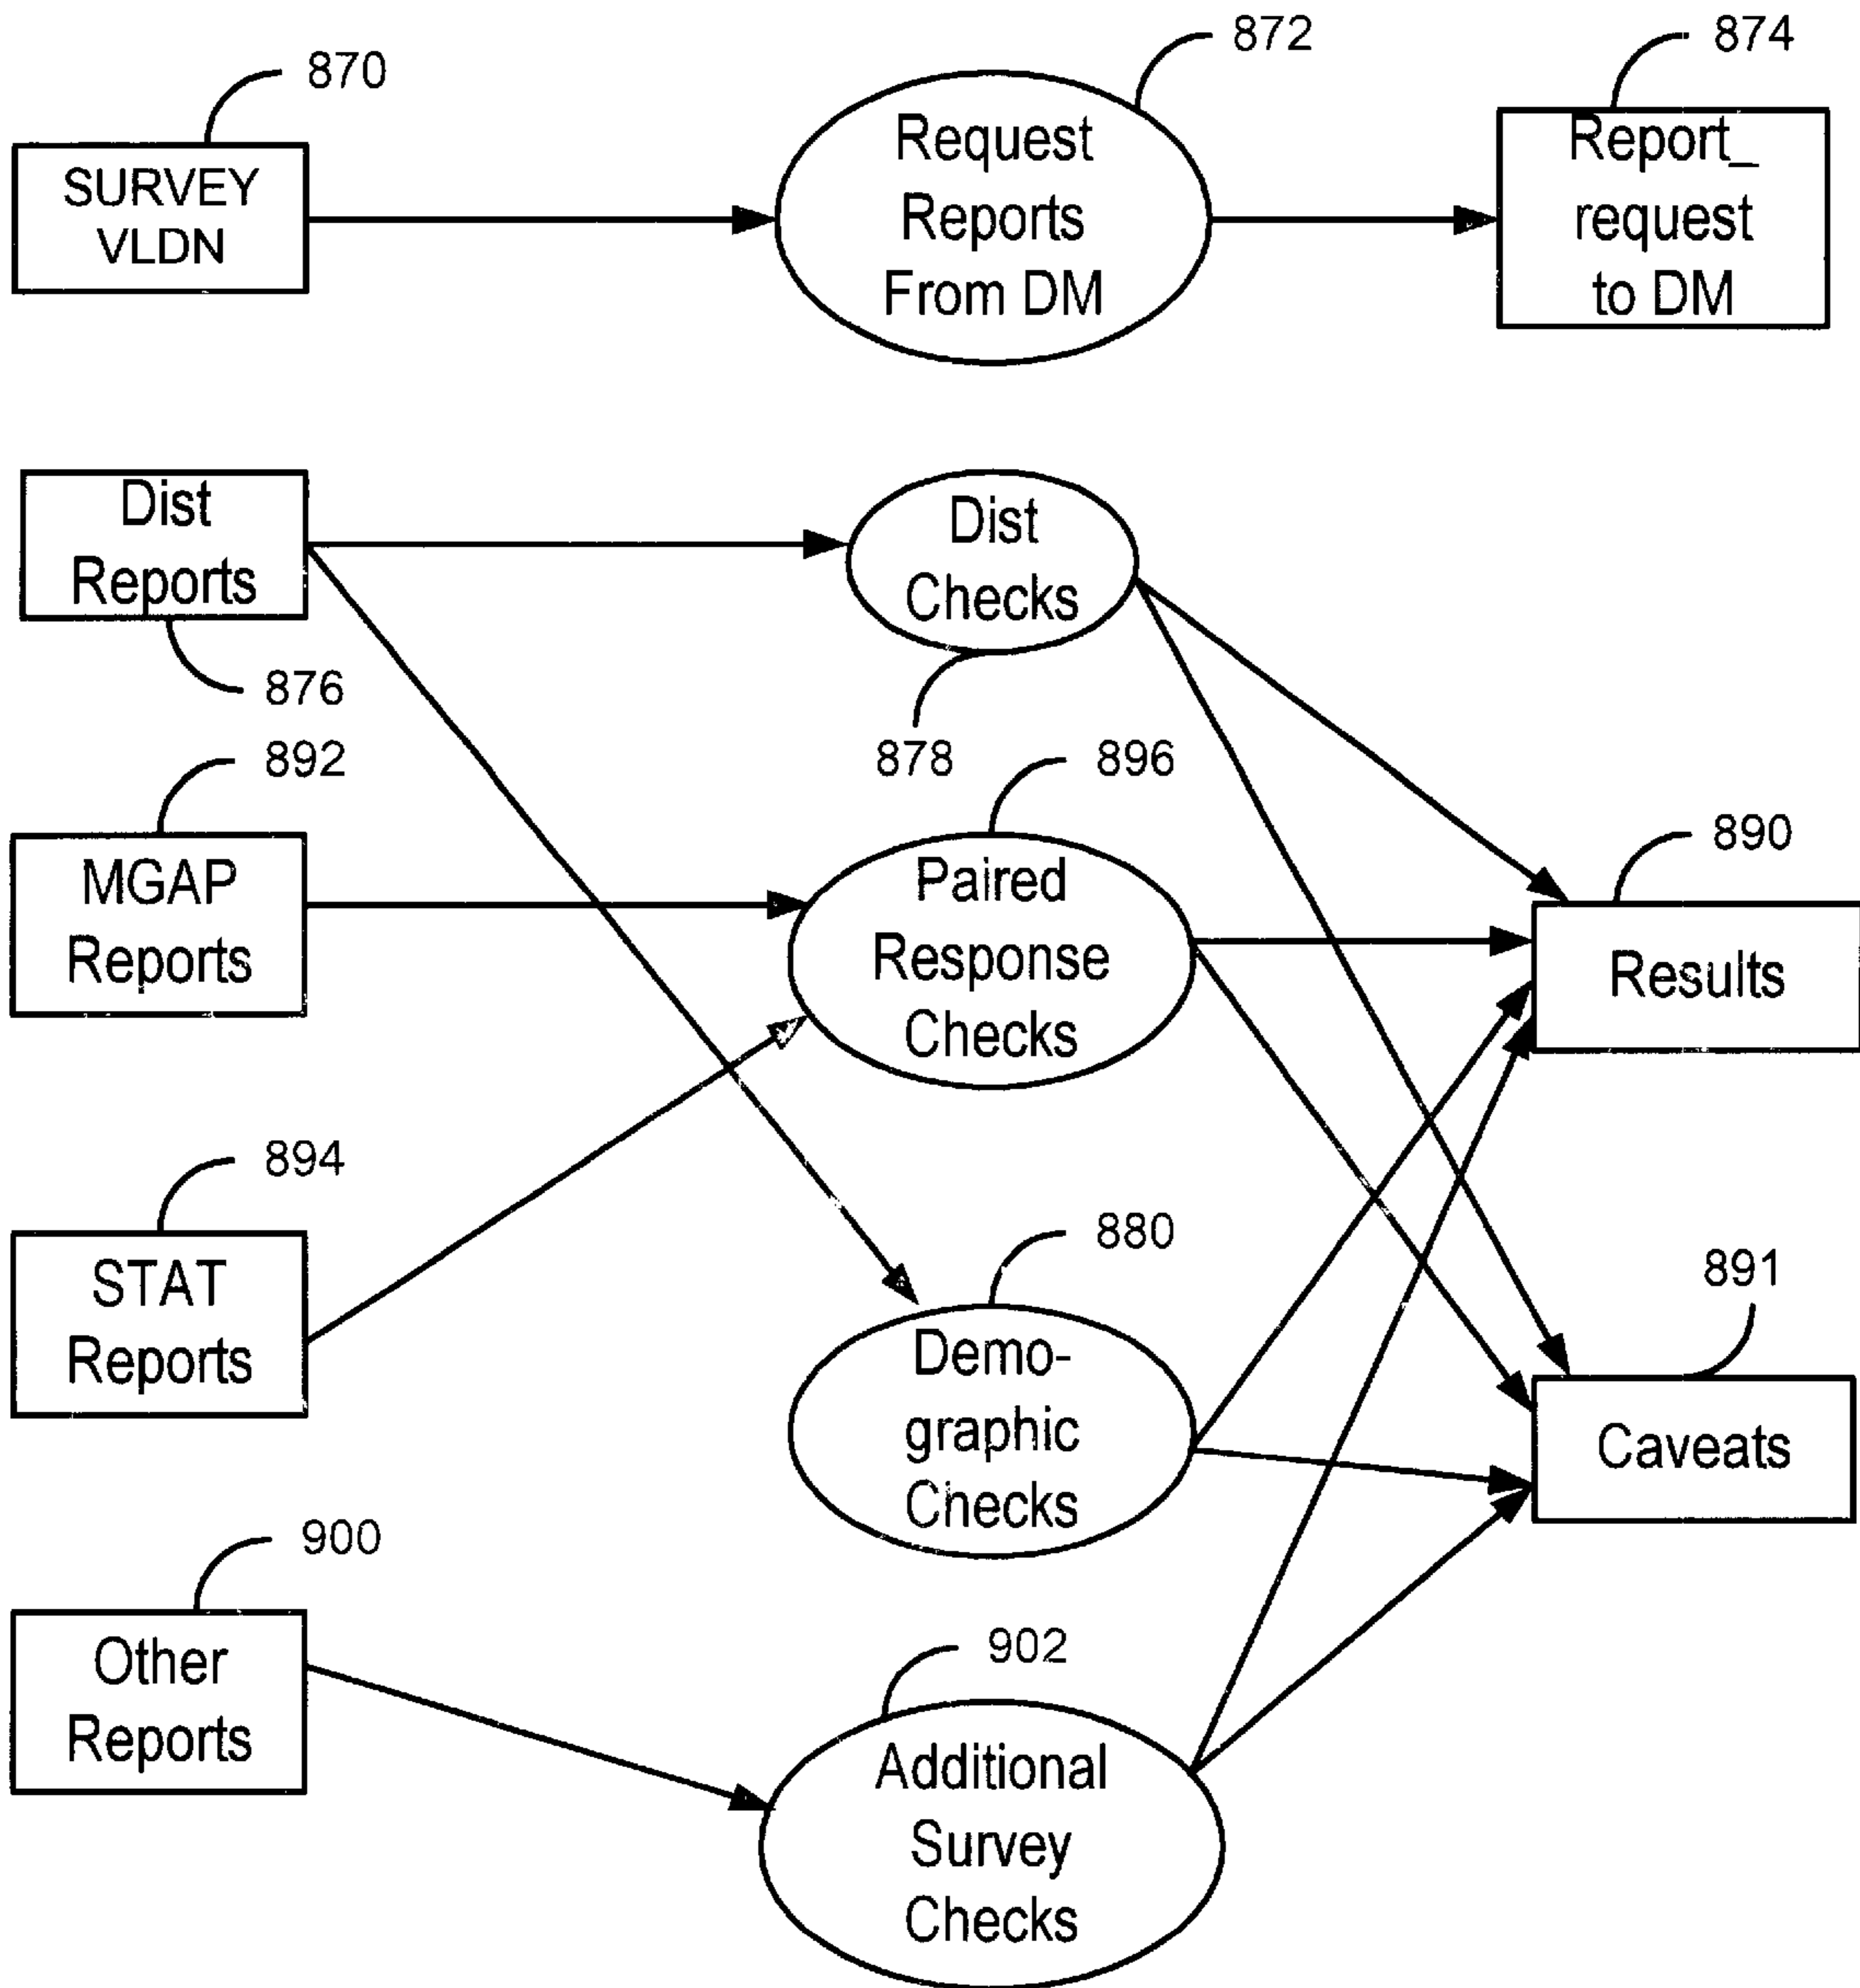 870
872
874
SURVEY
VLDN
Request
Reports
From DM
Report_
request
to DM
Dist
Reports
876
Dist
Checks
878
892
MGAP
Reports
896
Paired
Response
Checks
890
Results
894
STAT
Reports
880
Demo-
graphic
Checks
891
Caveats
900
Other
Reports
902
Additional
Survey
Checks